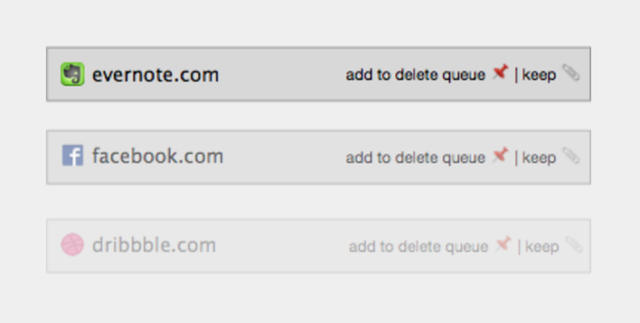 evernote.com add to delete queue | keep
facebook.com add to delete queue | keep
dribbble.com add to delete queue | keep